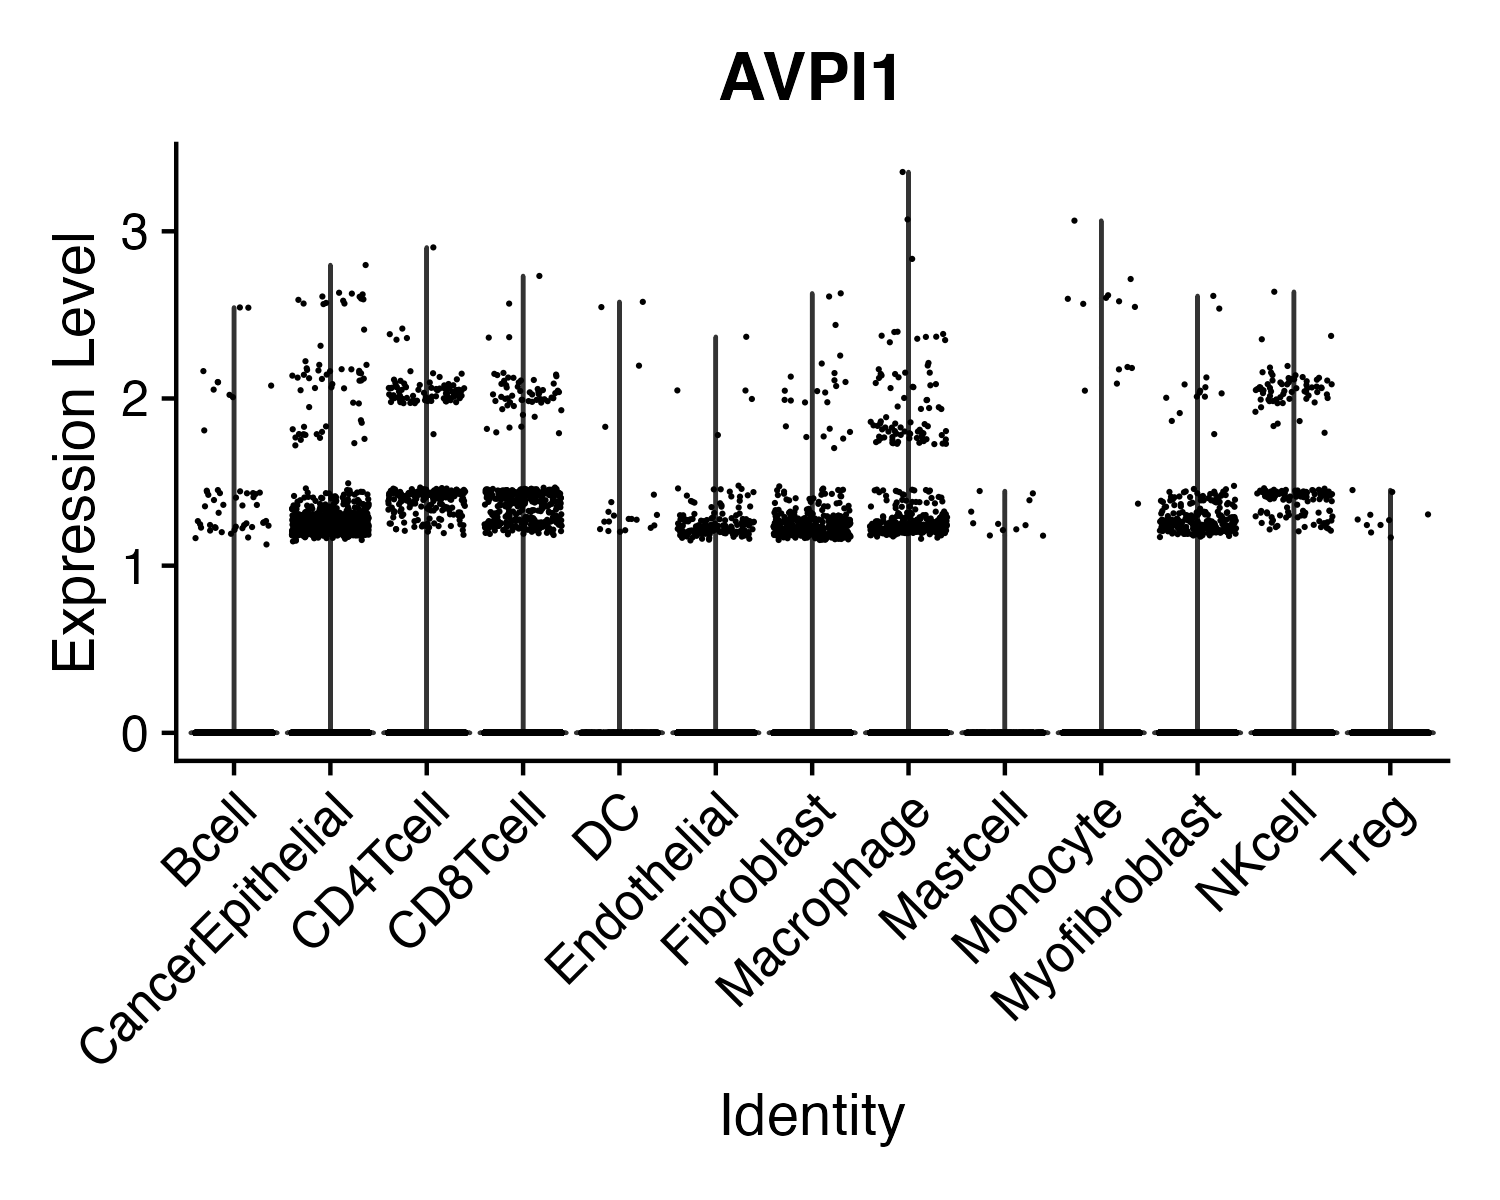 AVPI1
Expression Level
3
2
1
0
Bcell
CancerEpithelial
CD4Tcell
CD8Tcell
DC
Endothelial
Fibroblast
Macrophage
Mastcell
Monocyte
Myofibroblast
NKcell
Treg
Identity